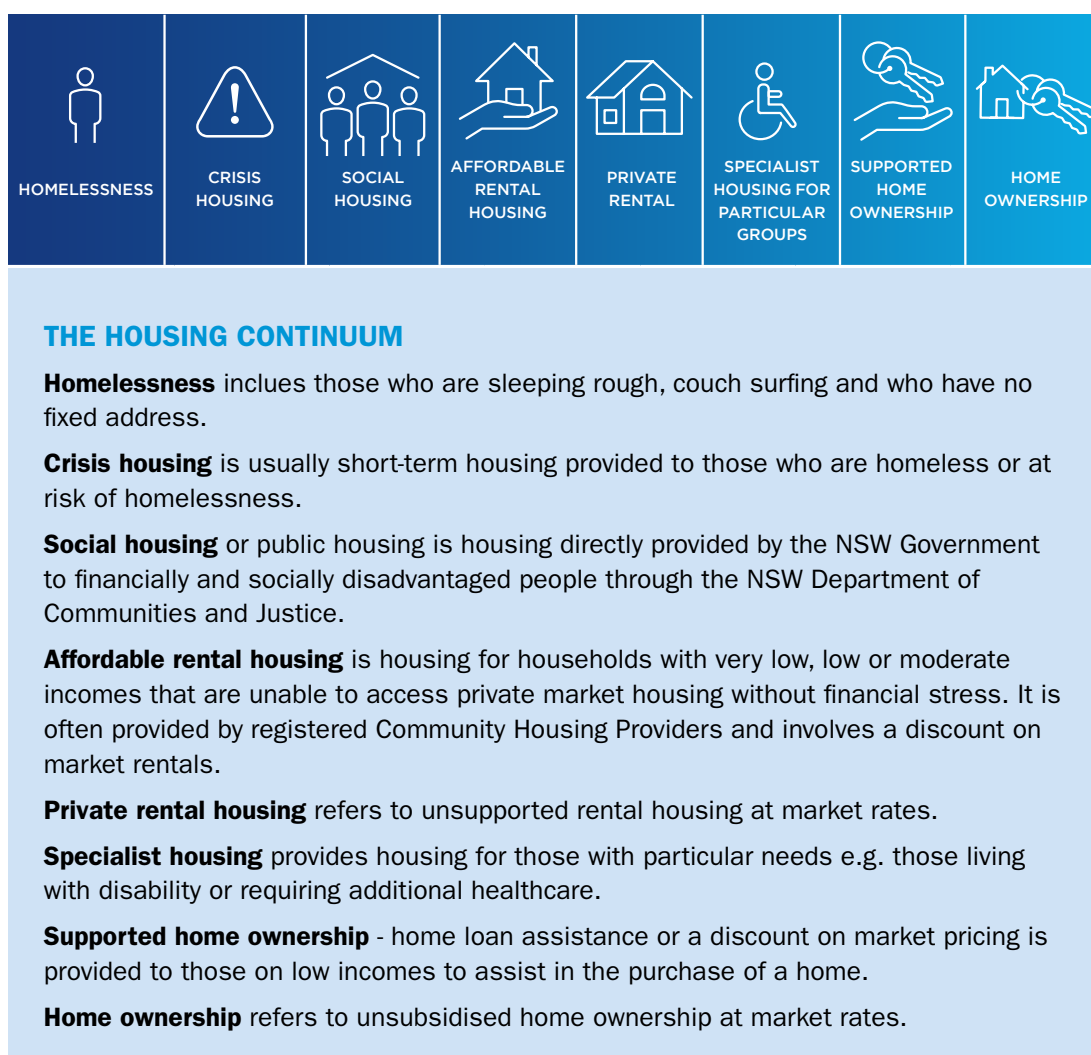 HOMELESSNESS
CRISIS
HOUSING
SOCIAL
HOUSING
AFFORDABLE
RENTAL
HOUSING
PRIVATE
RENTAL
SPECIALIST
HOUSING FOR
PARTICULAR
GROUPS
SUPPORTED
HOME
OWNERSHIP
HOME
OWNERSHIP
THE HOUSING CONTINUUM
Homelessness inclues those who are sleeping rough, couch surfing and who have no
fixed address.
Crisis housing is usually short-term housing provided to those who are homeless or at
risk of homelessness.
Social housing or public housing is housing directly provided by the NSW Government
to financially and socially disadvantaged people through the NSW Department of
Communities and Justice.
Affordable rental housing is housing for households with very low, low or moderate
incomes that are unable to access private market housing without financial stress. It is
often provided by registered Community Housing Providers and involves a discount on
market rentals.
Private rental housing refers to unsupported rental housing at market rates.
Specialist housing provides housing for those with particular needs e.g. those living
with disability or requiring additional healthcare.
Supported home ownership - home loan assistance or a discount on market pricing is
provided to those on low incomes to assist in the purchase of a home.
Home ownership refers to unsubsidised home ownership at market rates.